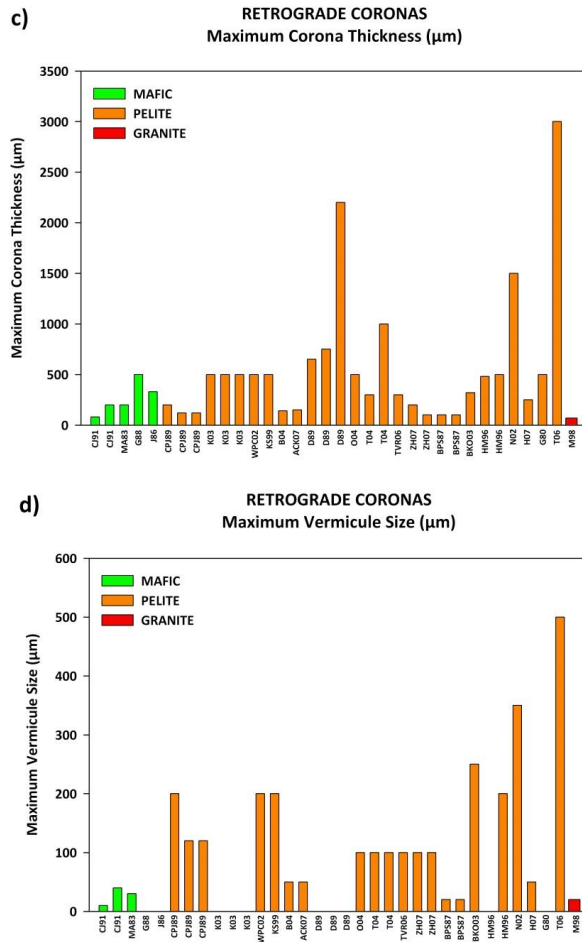 c)
RETROGRADE CORONAS
Maximum Corona Thickness (µm)
Maximum Corona Thickness (µm)
3500
3000
2500
2000
1500
1000
500
0
MAFIC
PELITE
GRANITE
CJ91
CJ91
MA83
G88
J86
CPJ89
CPJ89
CPJ89
K03
K03
K03
WPC02
KS99
B04
ACK07
D89
D89
D89
O04
T04
T04
TVR06
ZH07
ZH07
BPS87
BPS87
BKO03
HM96
HM96
N02
H07
G80
T06
M98
d)
RETROGRADE CORONAS
Maximum Vermicule Size (µm)
Maximum Vermicule Size (µm)
600
500
400
300
200
100
0
MAFIC
PELITE
GRANITE
CJ91
CJ91
MA83
G88
J86
CPJ89
CPJ89
CPJ89
K03
K03
K03
WPC02
KS99
B04
ACK07
D89
D89
D89
O04
T04
T04
TVR06
ZH07
ZH07
BPS87
BPS87
BKO03
HM96
HM96
N02
H07
G80
T06
M98